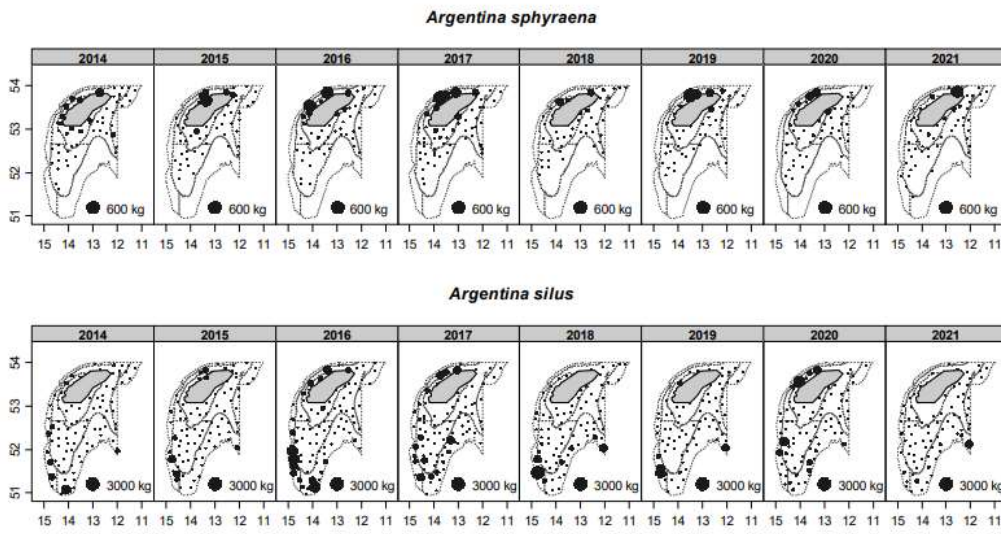 Argentina sphyraena
2014 2015 2016 2017 2018 2019 2020 2021
54
53
52
51
600 kg 600 kg 600 kg 600 kg 600 kg 600 kg 600 kg 600 kg
15 14 13 12 11 15 14 13 12 11 15 14 13 12 11 15 14 13 12 11 15 14 13 12 11 15 14 13 12 11 15 14 13 12 11 15 14 13 12 11
Argentina silus
2014 2015 2016 2017 2018 2019 2020 2021
54
53
52
51
3000 kg 3000 kg 3000 kg 3000 kg 3000 kg 3000 kg 3000 kg 3000 kg
15 14 13 12 11 15 14 13 12 11 15 14 13 12 11 15 14 13 12 11 15 14 13 12 11 15 14 13 12 11 15 14 13 12 11 15 14 13 12 11